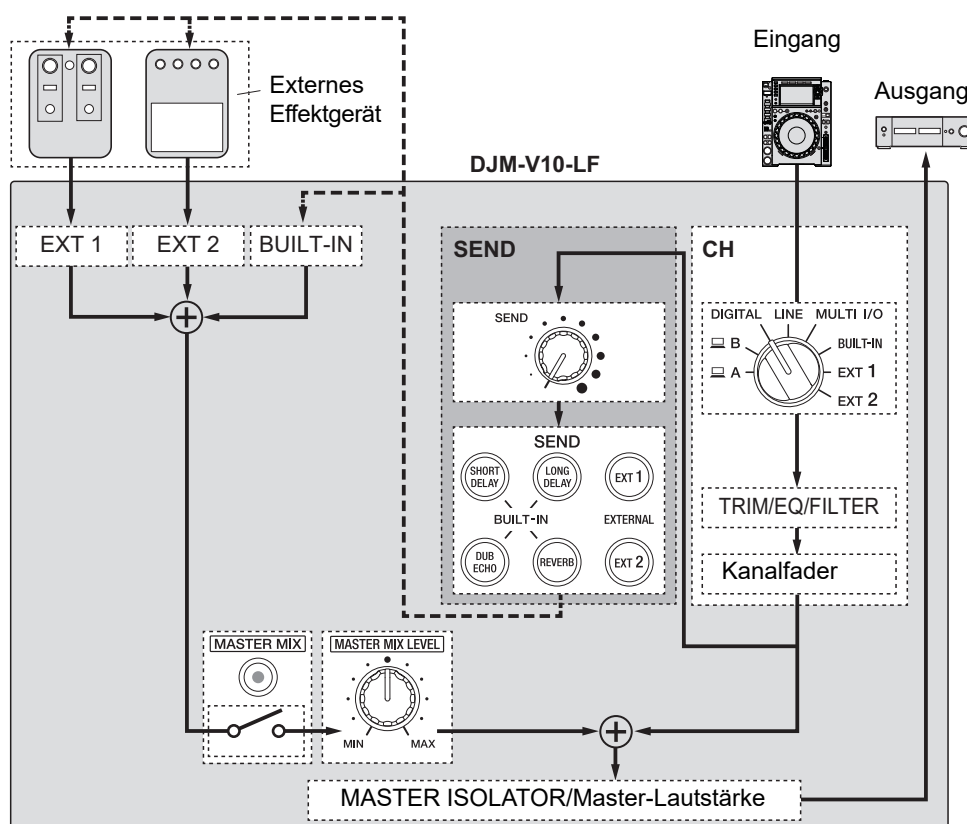 Eingang
Externes
Effektgerät
Ausgang
DJM-V10-LF
EXT 1
EXT 2
BUILT-IN
SEND
CH
SEND
DIGITAL
LINE
MULTI I/O
B
BUILT-IN
A
EXT 1
EXT 2
SEND
SHORT
DELAY
LONG
DELAY
EXT 1
BUILT-IN
EXTERNAL
DUB
ECHO
REVERB
EXT 2
TRIM/EQ/FILTER
Kanalfader
MASTER MIX
MASTER MIX LEVEL
MIN
MAX
MASTER ISOLATOR/Master-Lautstärke